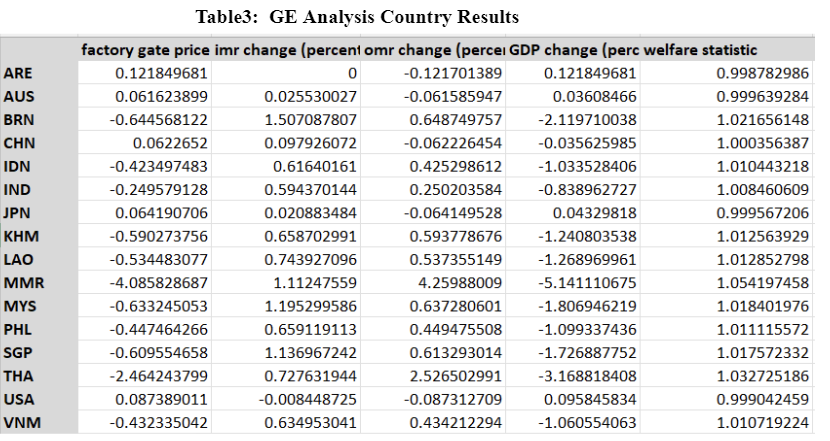 Table3: GE Analysis Country Results
factory gate price imr change (percent omr change (perce GDP change (perc welfare statistic
ARE 0.121849681 0 -0.121701389 0.121849681 0.998782986
AUS 0.061623899 0.025530027 -0.061585947 0.03608466 0.999639284
BRN -0.644568122 1.507087807 0.648749757 -2.119710038 1.021656148
CHN 0.0622652 0.097926072 -0.062226454 -0.035625985 1.000356387
IDN -0.423497483 0.61640161 0.425298612 -1.033528406 1.010443218
IND -0.249579128 0.594370144 0.250203584 -0.838962727 1.008460609
JPN 0.064190706 0.020883484 -0.064149528 0.04329818 0.999567206
KHM -0.590273756 0.658702991 0.593778676 -1.240803538 1.012563929
LAO -0.534483077 0.743927096 0.537355149 -1.268969961 1.012852798
MMR -4.085828687 1.11247559 4.25988009 -5.141110675 1.054197458
MYS -0.633245053 1.195299586 0.637280601 -1.806946219 1.018401976
PHL -0.447464266 0.659119113 0.449475508 -1.099337436 1.011115572
SGP -0.609554658 1.136967242 0.613293014 -1.726887752 1.017572332
THA -2.464243799 0.727631944 2.526502991 -3.168818408 1.032725186
USA 0.087389011 -0.008448725 -0.087312709 0.095845834 0.999042459
VNM -0.432335042 0.634953041 0.434212294 -1.060554063 1.010719224